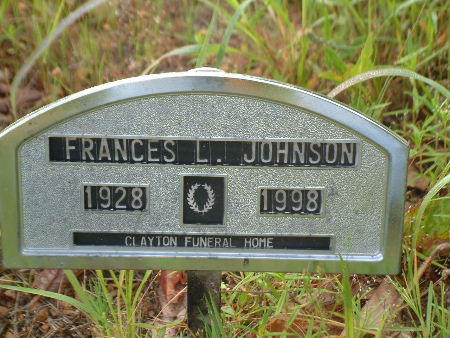 FRANCES L. JOHNSON
1928 1998
CLAYTON FUNERAL HOME